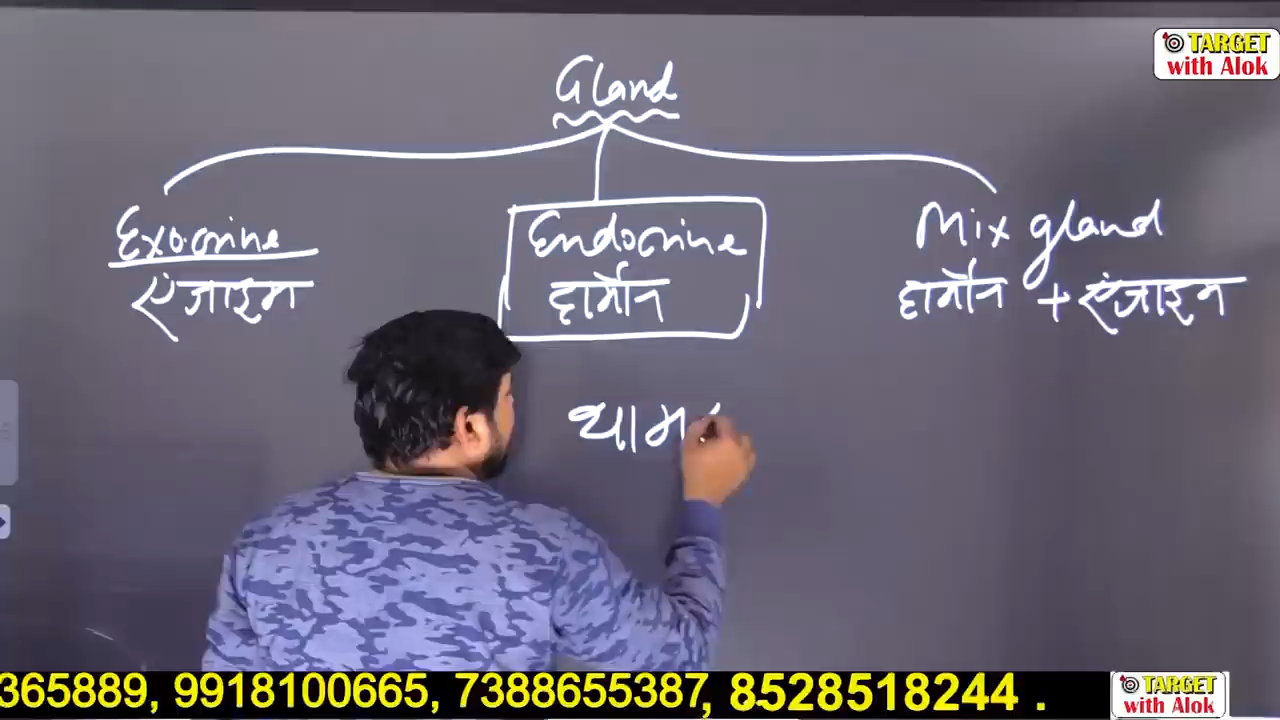 TARGET
with Alok
Gland
Exocrine
एंजाइम
Endocrine
हार्मोन
Mix gland
हार्मोन + एंजाइम
थाम
365889, 9918100665, 7388655387, 8528518244 .
TARGET
with Alok